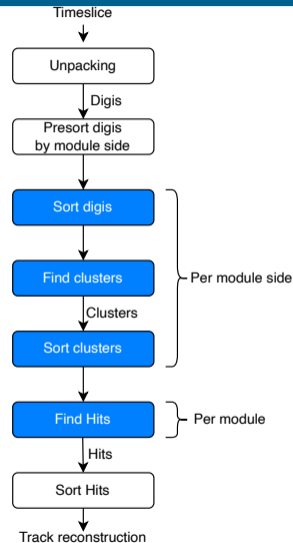 Timeslice
Unpacking
Digis
Presort digis
by module side
Sort digis
Find clusters
Per module side
Clusters
Sort clusters
Find Hits
Per module
Hits
Sort Hits
Track reconstruction